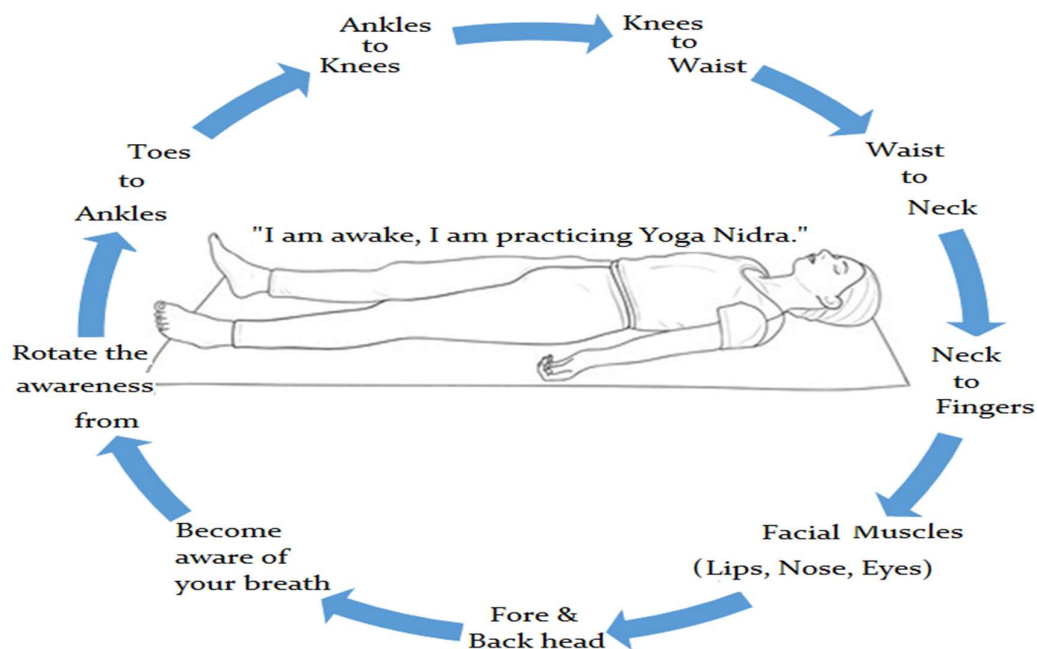 Ankles
to
Knees
Knees
to
Waist
Waist
to
Neck
Neck
to
Fingers
Facial Muscles
(Lips, Nose, Eyes)
Fore &
Back head
Become
aware of
your breath
Rotate the
awareness
from
Toes
to
Ankles
"I am awake, I am practicing Yoga Nidra."